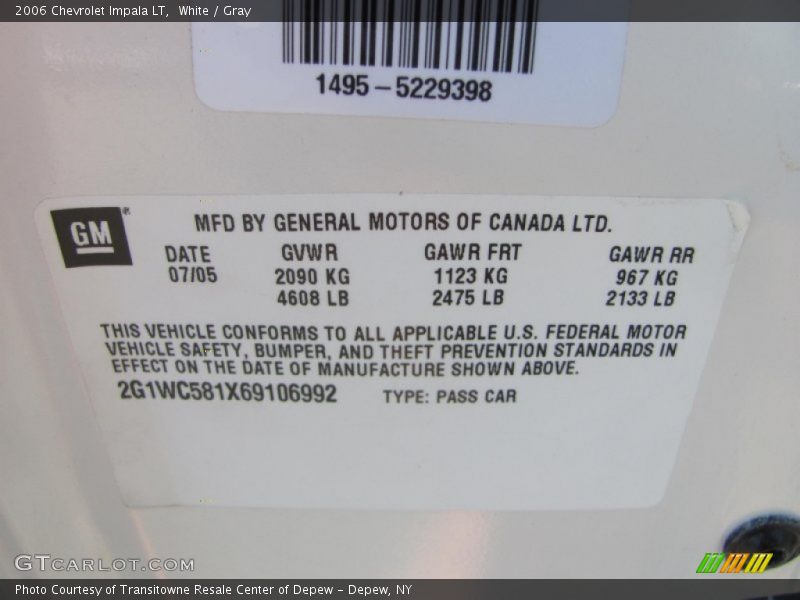 2006 Chevrolet Impala LT, White / Gray
1495-5229398
GM® MFD BY GENERAL MOTORS OF CANADA LTD.
DATE GVWR GAWR FRT GAWR RR
07/05 2090 KG 1123 KG 967 KG
4608 LB 2475 LB 2133 LB
THIS VEHICLE CONFORMS TO ALL APPLICABLE U.S. FEDERAL MOTOR
VEHICLE SAFETY, BUMPER, AND THEFT PREVENTION STANDARDS IN
EFFECT ON THE DATE OF MANUFACTURE SHOWN ABOVE.
2G1WC581X69106992 TYPE: PASS CAR
GTCARLOT.COM
Photo Courtesy of Transitowne Resale Center of Depew - Depew, NY